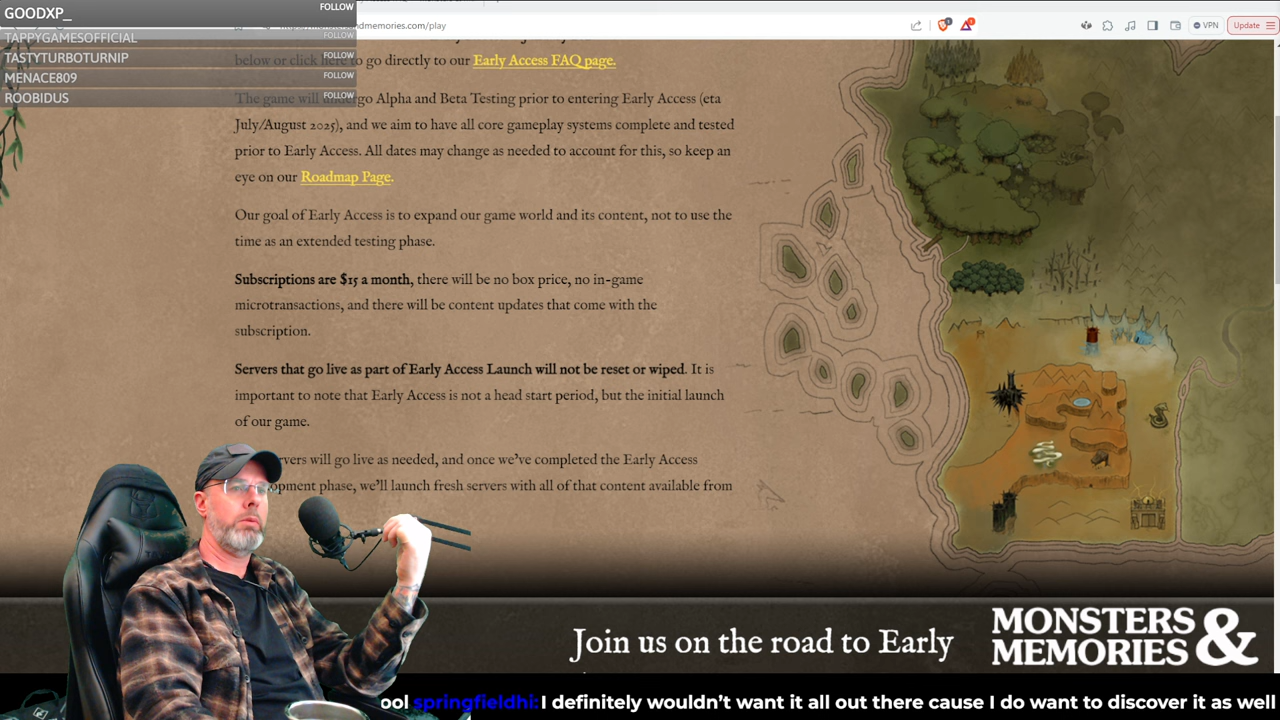 GOODXP_ FOLLOW
TAPPYGAMESOFFICIAL FOLLOW
TASTYTURBOTURNIP FOLLOW
MENACE809 FOLLOW
ROOBIDUS FOLLOW
ndmemories.com/play
VPN
Update
below or click here to go directly to our Early Access FAQ page.
The game will undergo Alpha and Beta Testing prior to entering Early Access (eta
July/August 2025), and we aim to have all core gameplay systems complete and tested
prior to Early Access. All dates may change as needed to account for this, so keep an
eye on our Roadmap Page.
Our goal of Early Access is to expand our game world and its content, not to use the
time as an extended testing phase.
Subscriptions are $15 a month, there will be no box price, no in-game
microtransactions, and there will be content updates that come with the
subscription.
Servers that go live as part of Early Access Launch will not be reset or wiped. It is
important to note that Early Access is not a head start period, but the initial launch
of our game.
ervers will go live as needed, and once we've completed the Early Access
opment phase, we'll launch fresh servers with all of that content available from
Join us on the road to Early
MONSTERS & MEMORIES
ool springfieldhi: I definitely wouldn't want it all out there cause I do want to discover it as well